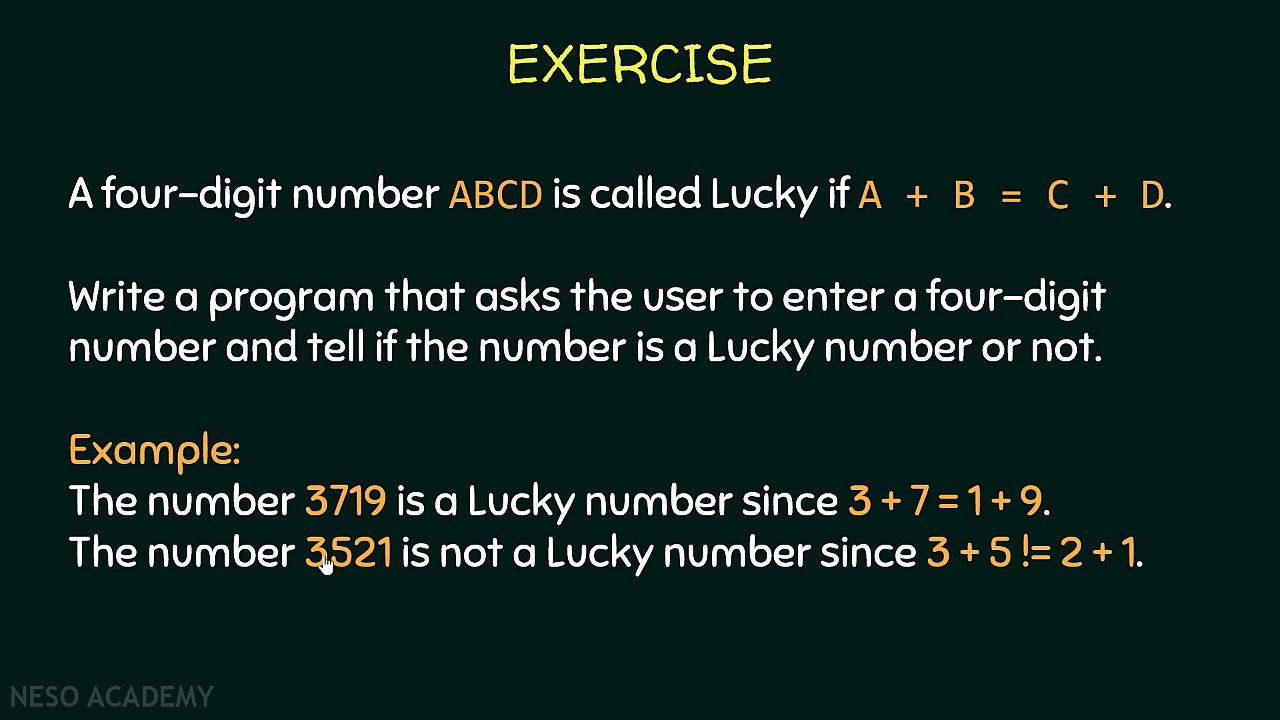 EXERCISE
A four-digit number ABCD is called Lucky if A + B = C + D.
Write a program that asks the user to enter a four-digit
number and tell if the number is a Lucky number or not.
Example:
The number 3719 is a Lucky number since 3 + 7 = 1 + 9.
The number 3521 is not a Lucky number since 3 + 5 != 2 + 1.
NESO ACADEMY